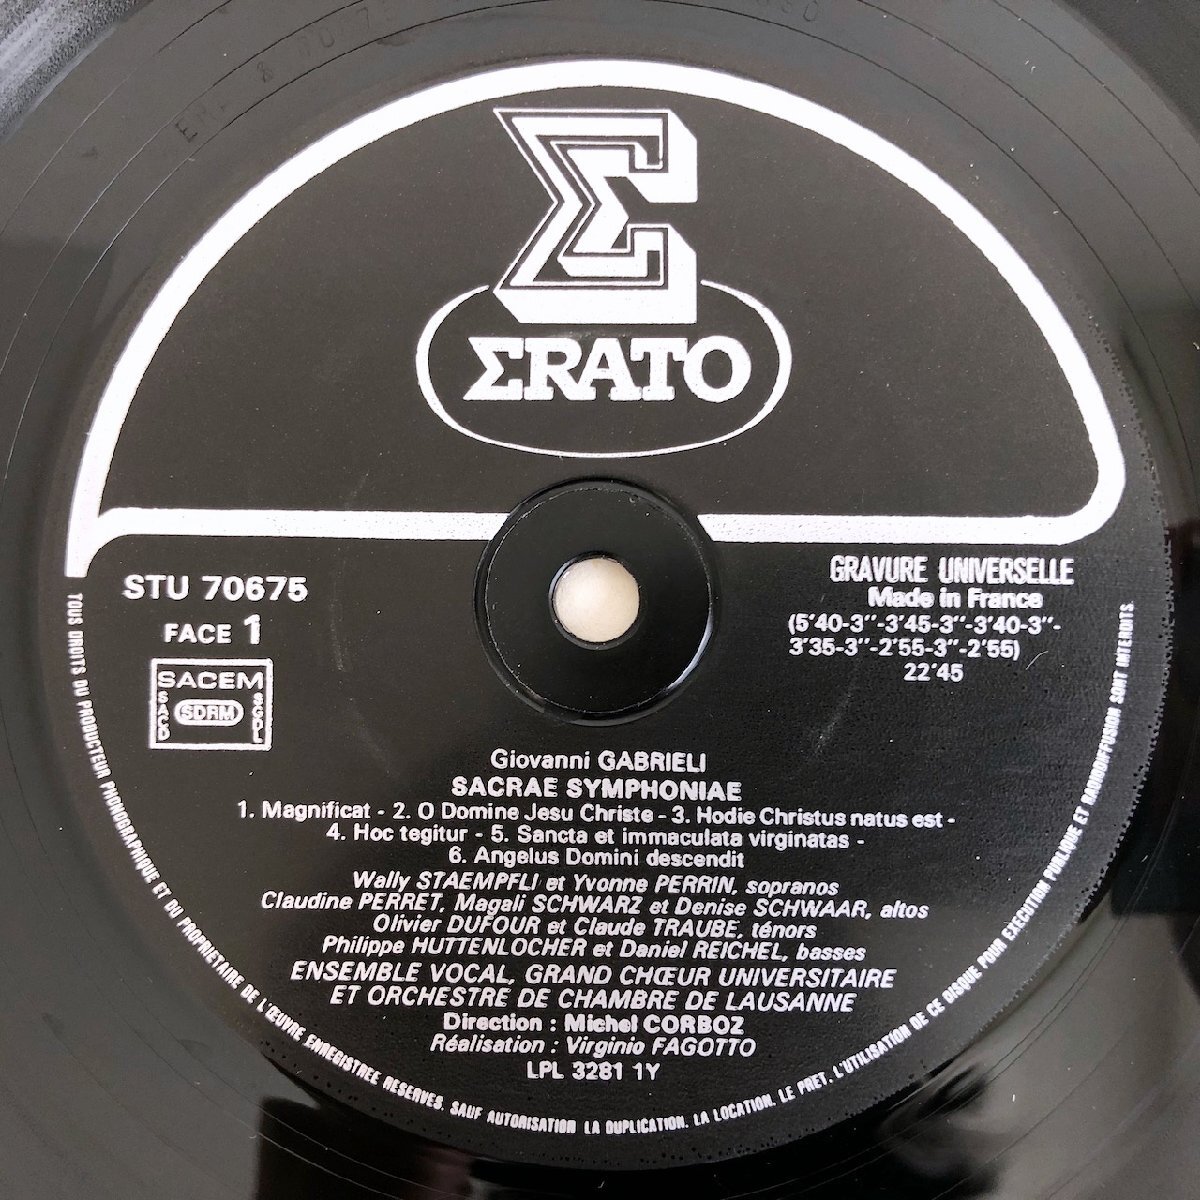 Σ
ΣRATO
STU 70675
FACE 1
SACEM
SACD
SDRM
SGDL
GRAVURE UNIVERSELLE
Made in France
(5'40-3''-3'45-3''-3'40-3''-
3'35-3''-2'55-3''-2'55)
22'45
Giovanni GABRIELI
SACRAE SYMPHONIAE
1. Magnificat - 2. O Domine Jesu Christe - 3. Hodie Christus natus est -
4. Hoc tegitur - 5. Sancta et immaculata virginatas -
6. Angelus Domini descendit
Wally STAEMPFLI et Yvonne PERRIN, sopranos
Claudine PERRET, Magali SCHWARZ et Denise SCHWAAR, altos
Olivier DUFOUR et Claude TRAUBE, ténors
Philippe HUTTENLOCHER et Daniel REICHEL, basses
ENSEMBLE VOCAL, GRAND CHŒUR UNIVERSITAIRE
ET ORCHESTRE DE CHAMBRE DE LAUSANNE
Direction : Michel CORBOZ
Réalisation : Virginio FAGOTTO
LPL 3281 1Y
TOUS DROITS DU PRODUCTEUR PHONOGRAPHIQUE ET DU PROPRIETAIRE DE L'ŒUVRE ENREGISTREE RESERVES. SAUF AUTORISATION LA DUPLICATION. LA LOCATION. LE PRET. L'UTILISATION DE CE DISQUE POUR EXECUTION PUBLIQUE ET RADIODIFFUSION SONT INTERDITS.